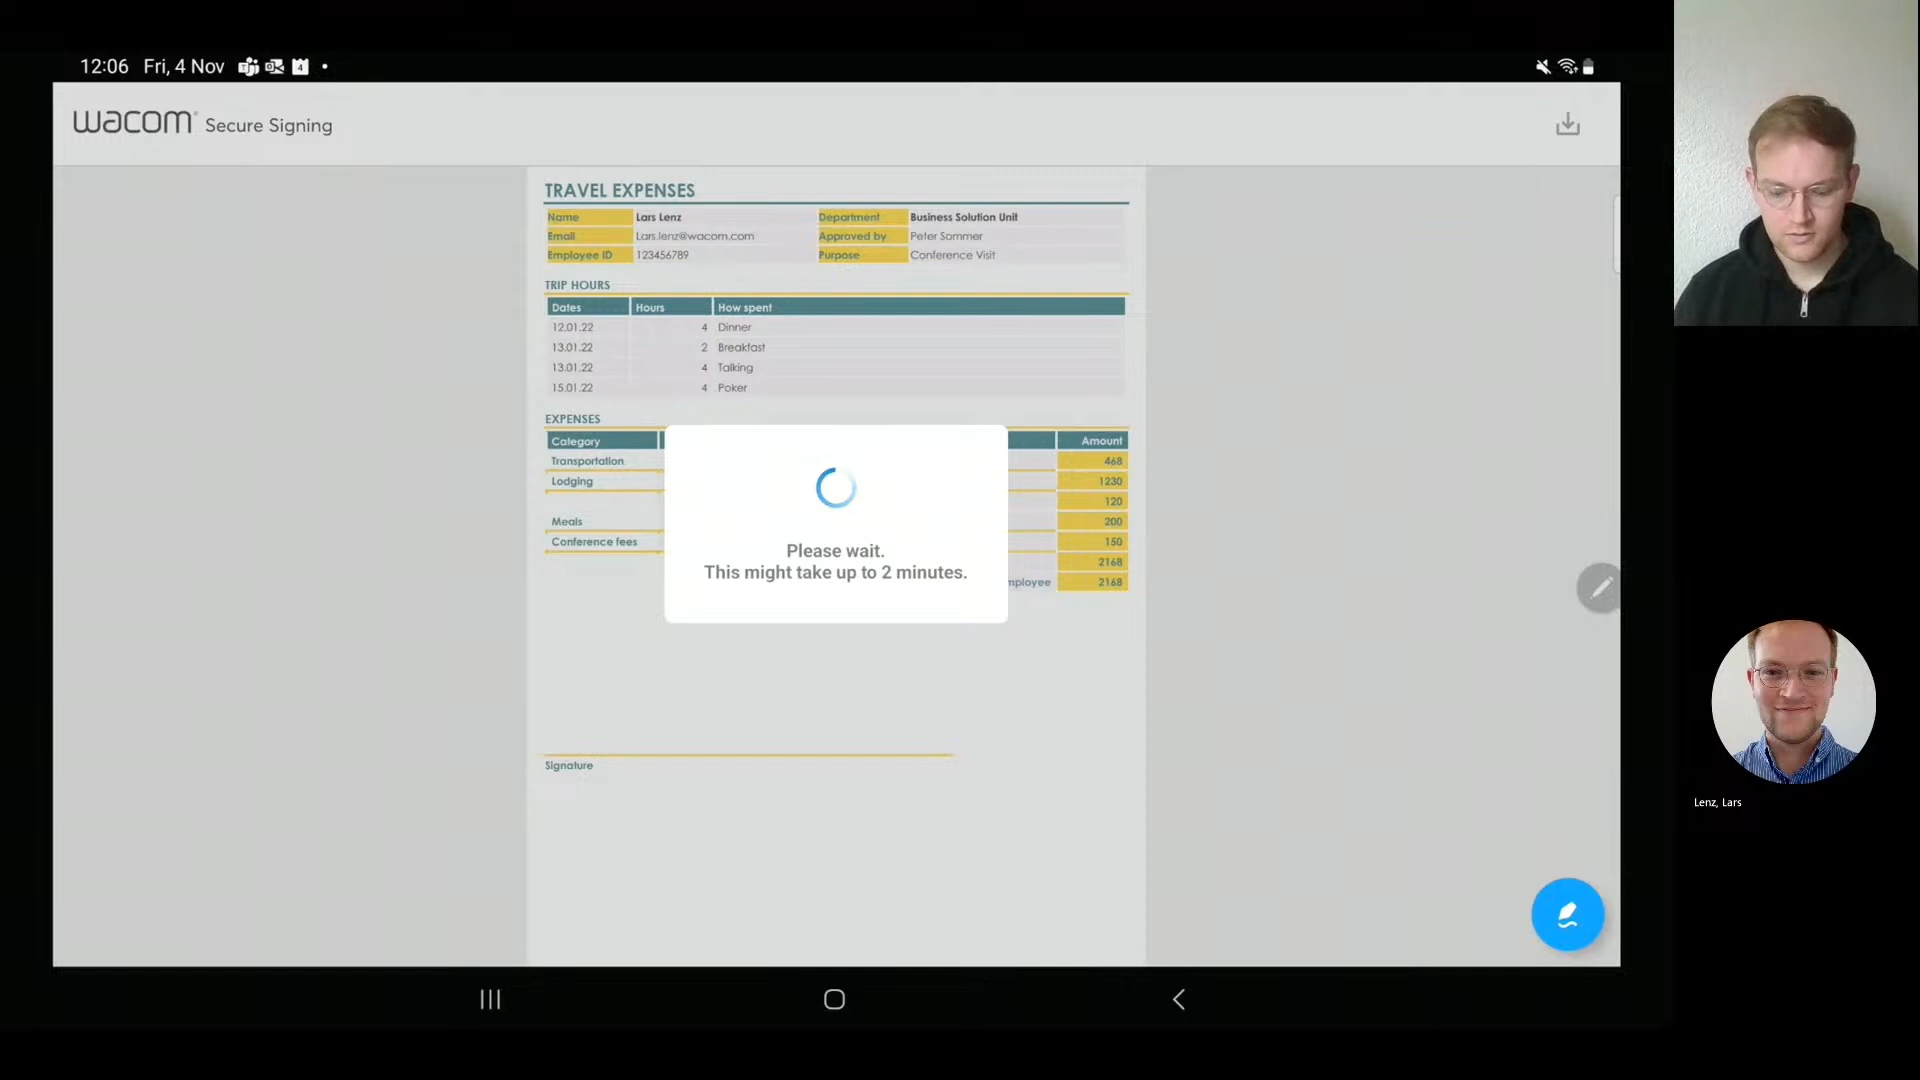 12:06 Fri, 4 Nov
wacom Secure Signing
TRAVEL EXPENSES
Name Lars Lenz Department Business Solution Unit
Email Lars.lenz@wacom.com Approved by Peter Sommer
Employee ID 123456789 Purpose Conference Visit
TRIP HOURS
Dates Hours How spent
12.01.22 4 Dinner
13.01.22 2 Breakfast
13.01.22 4 Talking
15.01.22 4 Poker
EXPENSES
Category Amount
Transportation 468
Lodging 1230
120
Meals 200
Conference fees 150
2168
mployee 2168
Please wait.
This might take up to 2 minutes.
Signature
Lenz, Lars